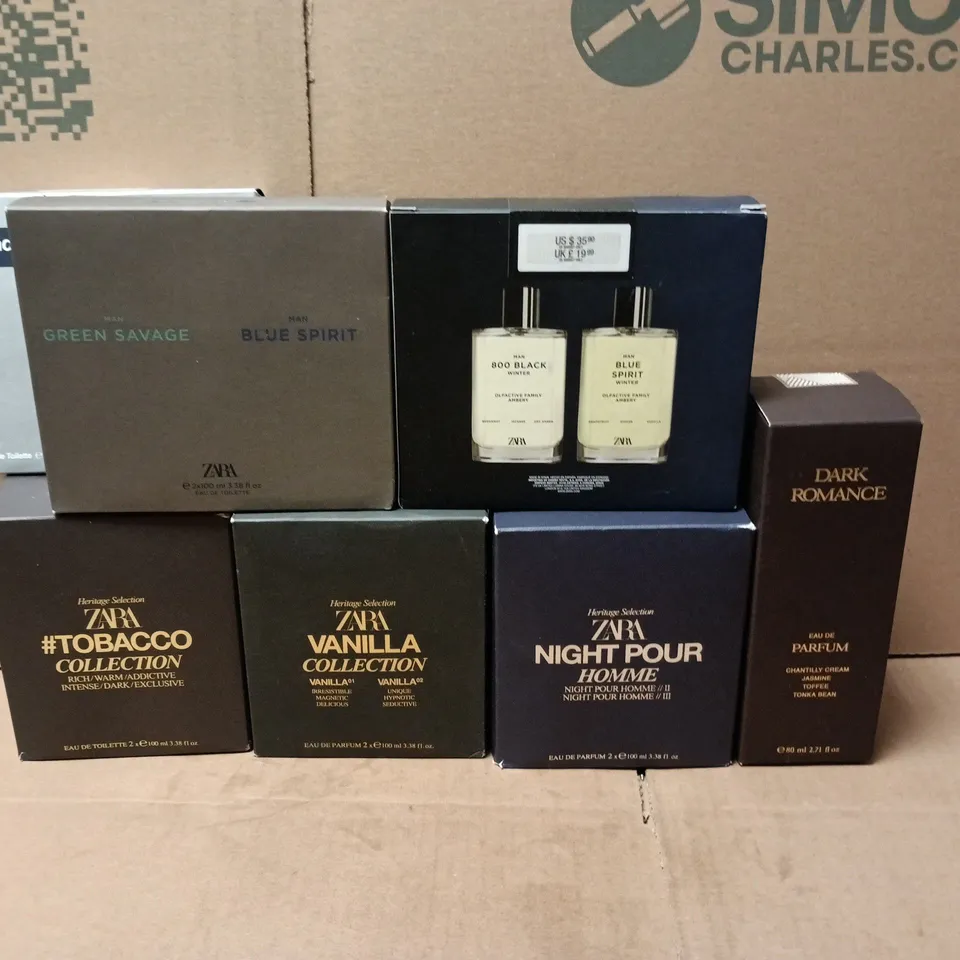 SIMO
CHARLES.C
MAN
GREEN SAVAGE
MAN
BLUE SPIRIT
ZARA
℮ 2x100 ml 3.38 fl oz
EAU DE TOILETTE
US $ 35.90
UK £ 19.99
MAN
800 BLACK
WINTER
OLFACTIVE FAMILY
AMBERY
ZARA
MAN
BLUE
SPIRIT
WINTER
OLFACTIVE FAMILY
AMBERY
ZARA
de Toilette
Heritage Selection
ZARA
#TOBACCO
COLLECTION
RICH/WARM/ADDICTIVE
INTENSE/DARK/EXCLUSIVE
EAU DE TOILETTE 2 x ℮ 100 ml 3.38 fl oz.
Heritage Selection
ZARA
VANILLA
COLLECTION
VANILLA01
IRRESISTIBLE
MAGNETIC
DELICIOUS
VANILLA02
UNIQUE
HYPNOTIC
SEDUCTIVE
EAU DE PARFUM 2 x ℮ 100 ml 3.38 fl. oz.
Heritage Selection
ZARA
NIGHT POUR
HOMME
NIGHT POUR HOMME // II
NIGHT POUR HOMME // III
EAU DE PARFUM 2 x ℮ 100 ml 3.38 fl oz.
DARK
ROMANCE
EAU DE
PARFUM
CHANTILLY CREAM
JASMINE
TOFFEE
TONKA BEAN
℮ 80 ml 2.71 fl oz